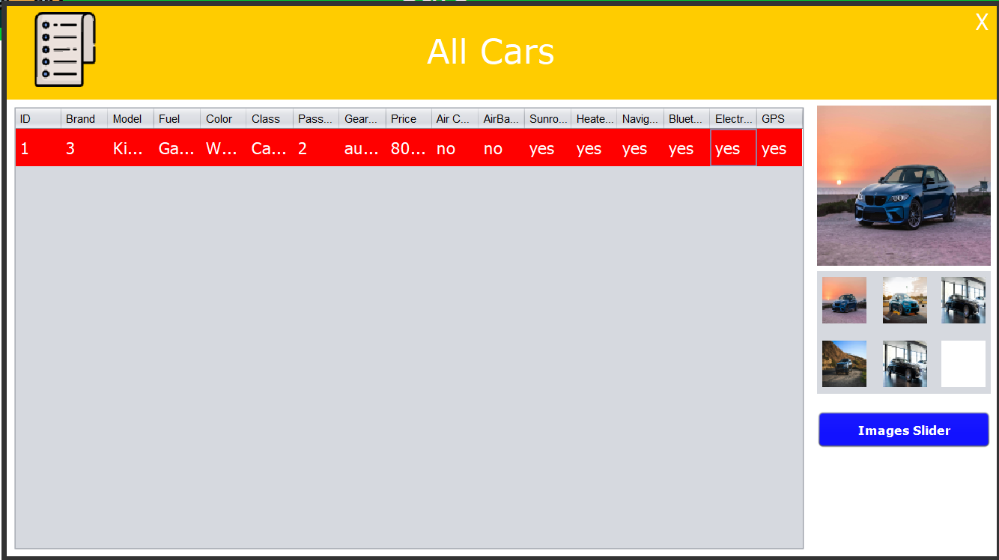 X
All Cars
ID Brand Model Fuel Color Class Pass... Gear... Price Air C... AirBa... Sunro... Heate... Navig... Bluet... Electr... GPS
1 3 Ki... Ga... W... Ca... 2 au... 80... no no yes yes yes yes yes yes
Images Slider